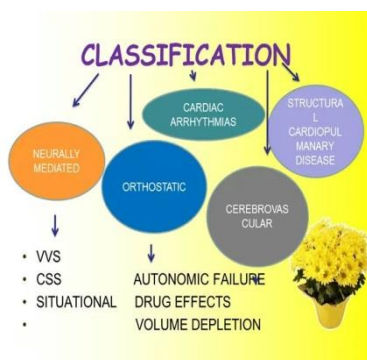 CLASSIFICATION
CARDIAC
ARRHYTHMIAS
STRUCTURA
L
CARDIOPUL
MANARY
DISEASE
NEURALLY
MEDIATED
ORTHOSTATIC
CEREBROVAS
CULAR
• VVS
• CSS AUTONOMIC FAILURE
• SITUATIONAL DRUG EFFECTS
• VOLUME DEPLETION